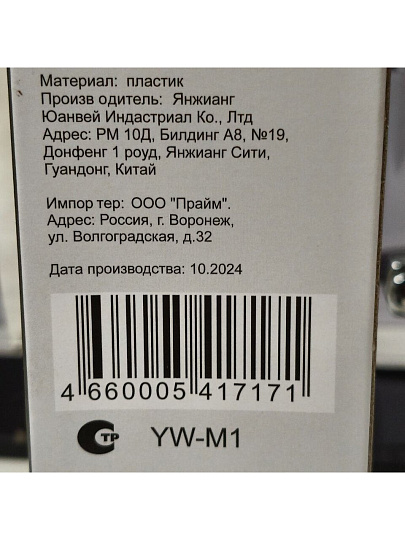 Материал: пластик
Произв одитель: Янжианг
Юанвей Индастриал Ко., Лтд
Адрес: РМ 10Д, Билдинг А8, №19,
Донфенг 1 роуд, Янжианг Сити,
Гуандонг, Китай
Импор тер: ООО "Прайм".
Адрес: Россия, г. Воронеж,
ул. Волгоградская, д.32
Дата производства: 10.2024
4 660005 417171
СТР YW-M1